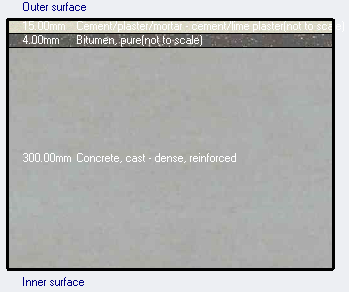 Outer surface
15.00mm Cement/plaster/mortar - cement/lime plaster(not to scale)
4.00mm Bitumen, pure(not to scale)
300.00mm Concrete, cast - dense, reinforced
Inner surface